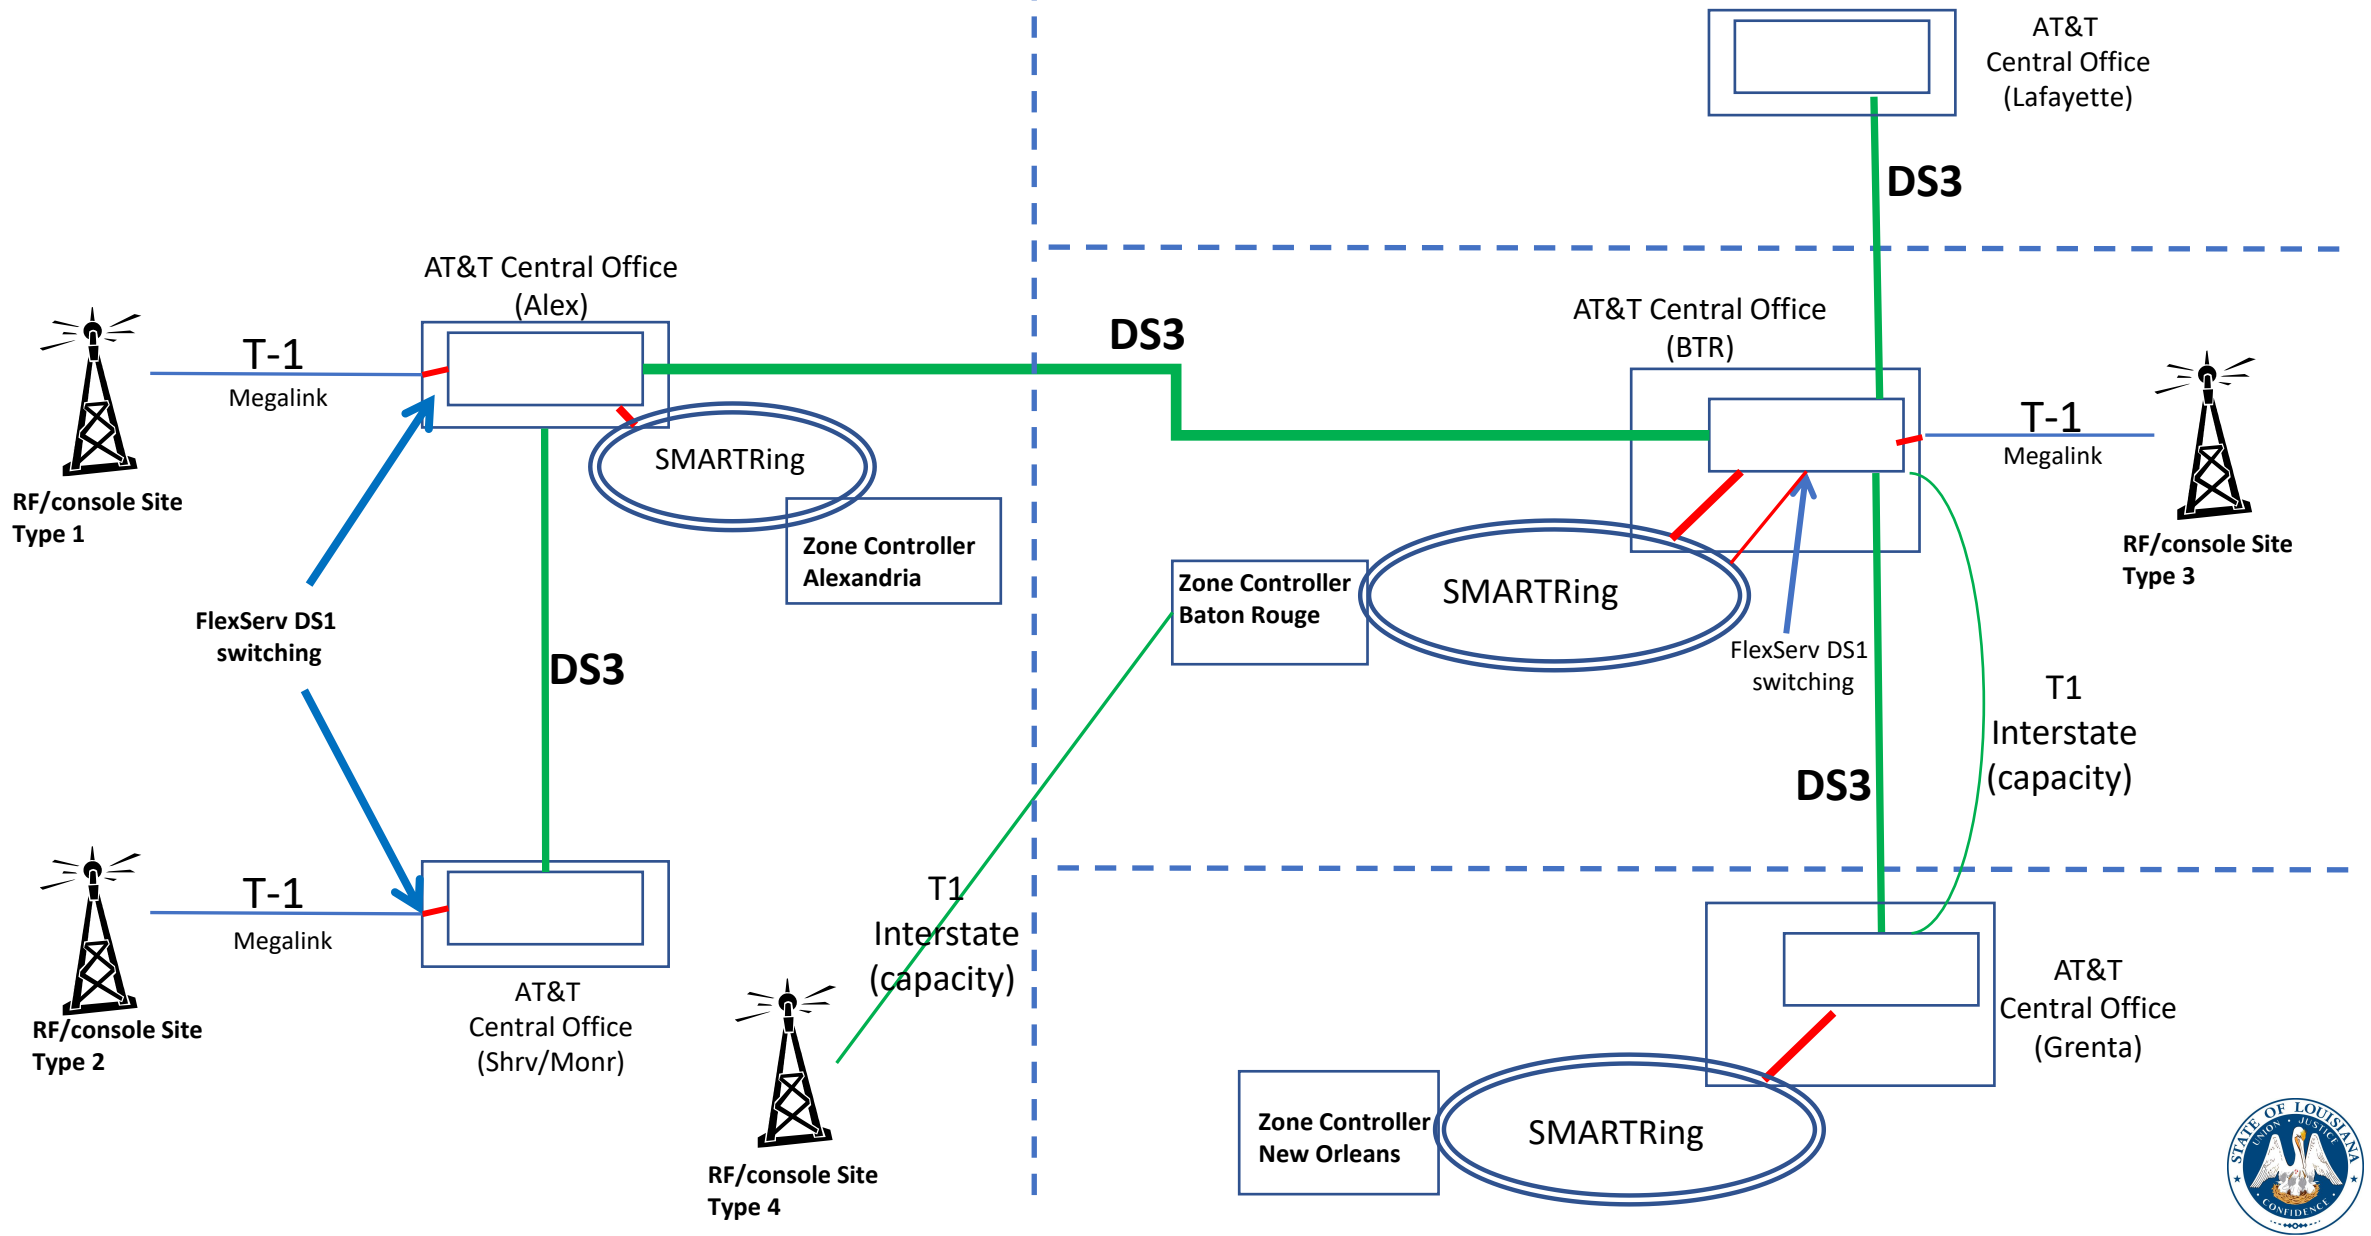 AT&T
Central Office
(Lafayette)
DS3
AT&T Central Office
(Alex)
AT&T Central Office
(BTR)
DS3
T-1
Megalink
T-1
Megalink
SMARTRing
RF/console Site
Type 1
Zone Controller
Alexandria
RF/console Site
Type 3
Zone Controller
Baton Rouge
SMARTRing
FlexServ DS1
switching
FlexServ DS1
switching
DS3
T1
Interstate
(capacity)
DS3
T-1
Megalink
T1
Interstate
(capacity)
RF/console Site
Type 2
AT&T
Central Office
(Shrv/Monr)
AT&T
Central Office
(Grenta)
Zone Controller
New Orleans
SMARTRing
RF/console Site
Type 4
STATE OF LOUISIANA
UNION · JUSTICE
· CONFIDENCE ·